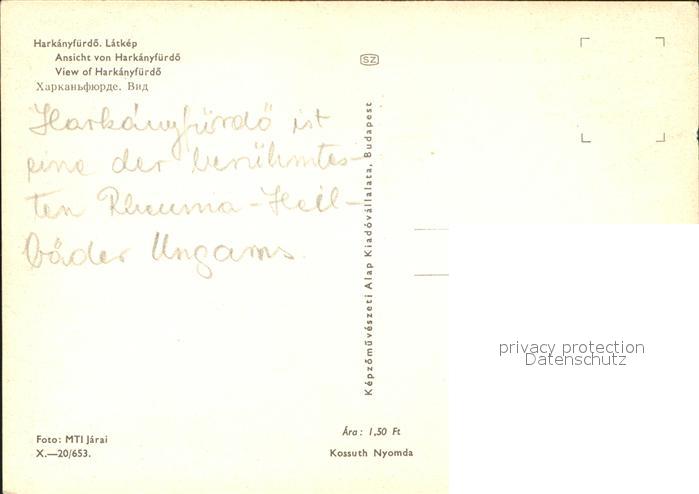 Harkányfürdő. Látkép
Ansicht von Harkányfürdő
View of Harkányfürdő
Харканьфюрде. Вид
Harkányfürdő ist
eine der berühmtes-
ten Rheuma-Heil-
bäder Ungarns
SZ
Képzőművészeti Alap Kiadóvállalata, Budapest
privacy protection
Datenschutz
Foto: MTI Járai
X.—20/653.
Ára: 1,50 Ft
Kossuth Nyomda